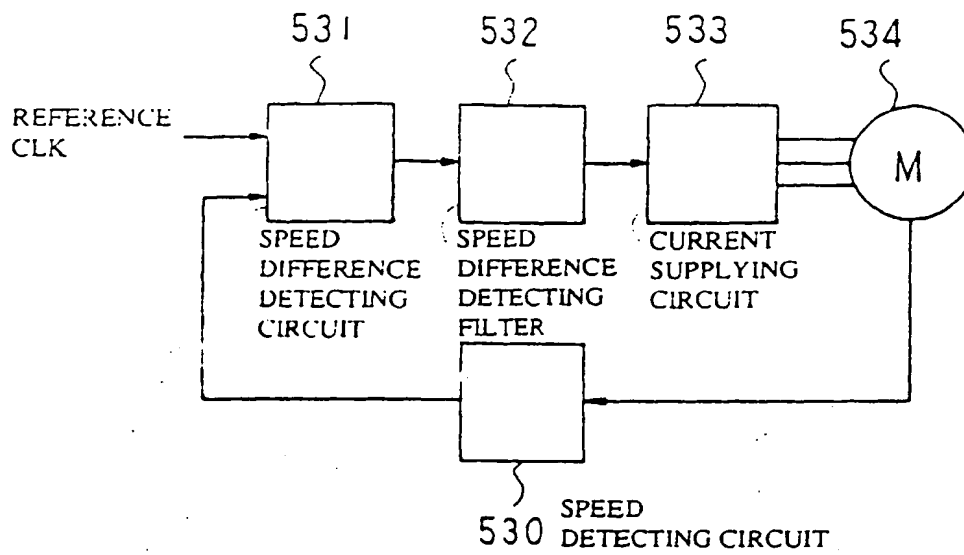 531
532
533
534
REFERENCE
CLK
M
SPEED
DIFFERENCE
DETECTING
CIRCUIT
SPEED
DIFFERENCE
DETECTING
FILTER
CURRENT
SUPPLYING
CIRCUIT
530
SPEED
DETECTING CIRCUIT